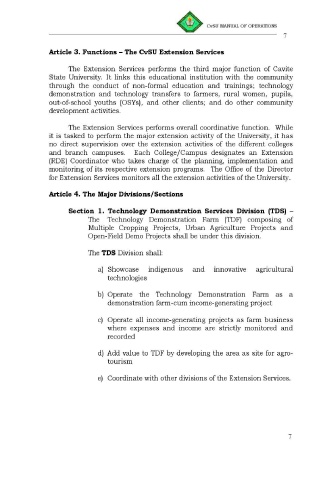 CvSU MANUAL OF OPERATIONS
7
Article 3. Functions – The CvSU Extension Services
The Extension Services performs the third major function of Cavite
State University. It links this educational institution with the community
through the conduct of non-formal education and trainings; technology
demonstration and technology transfers to farmers, rural women, pupils,
out-of-school youths (OSYs), and other clients; and do other community
development activities.
The Extension Services performs overall coordinative function. While
it is tasked to perform the major extension activity of the University, it has
no direct supervision over the extension activities of the different colleges
and branch campuses. Each College/Campus designates an Extension
(RDE) Coordinator who takes charge of the planning, implementation and
monitoring of its respective extension programs. The Office of the Director
for Extension Services monitors all the extension activities of the University.
Article 4. The Major Divisions/Sections
Section 1. Technology Demonstration Services Division (TDS) –
The Technology Demonstration Farm (TDF) composing of
Multiple Cropping Projects, Urban Agriculture Projects and
Open-Field Demo Projects shall be under this division.
The TDS Division shall:
a) Showcase indigenous and innovative agricultural
technologies
b) Operate the Technology Demonstration Farm as a
demonstration farm-cum income-generating project
c) Operate all income-generating projects as farm business
where expenses and income are strictly monitored and
recorded
d) Add value to TDF by developing the area as site for agro-
tourism
e) Coordinate with other divisions of the Extension Services.
7